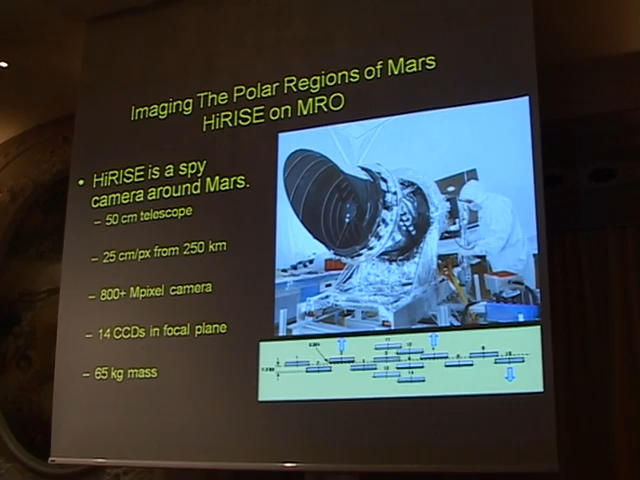 Imaging The Polar Regions of Mars
HiRISE on MRO
• HiRISE is a spy
camera around Mars.
– 50 cm telescope
– 25 cm/px from 250 km
– 800+ Mpixel camera
– 14 CCDs in focal plane
– 65 kg mass